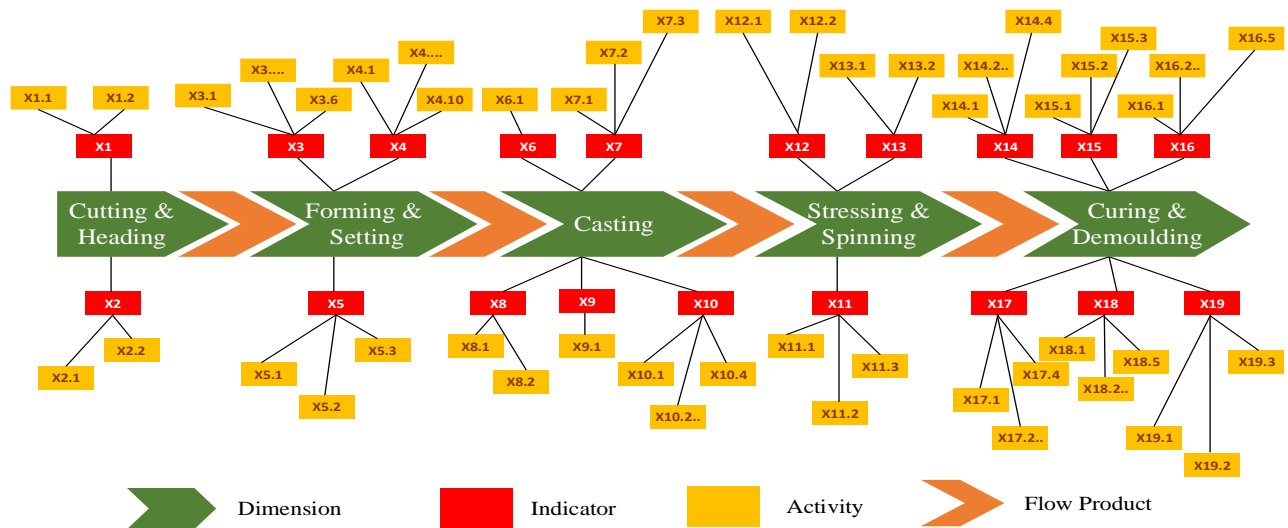 X7.3
X12.1
X12.2
X14.4
X15.3
X16.5
X7.2
X4....
X3....
X4.1
X13.1
X13.2
X14.2..
X15.2
X16.2..
X1.1
X1.2
X3.1
X3.6
X4.10
X6.1
X7.1
X14.1
X15.1
X16.1
X1
X3
X4
X6
X7
X12
X13
X14
X15
X16
Cutting &
Heading
Forming &
Setting
Casting
Stressing &
Spinning
Curing &
Demoulding
X2
X5
X8
X9
X10
X11
X17
X18
X19
X2.1
X2.2
X5.1
X5.2
X5.3
X8.1
X8.2
X9.1
X10.1
X10.2..
X10.4
X11.1
X11.2
X11.3
X17.1
X17.2..
X17.4
X18.1
X18.2..
X18.5
X19.1
X19.2
X19.3
Dimension
Indicator
Activity
Flow Product